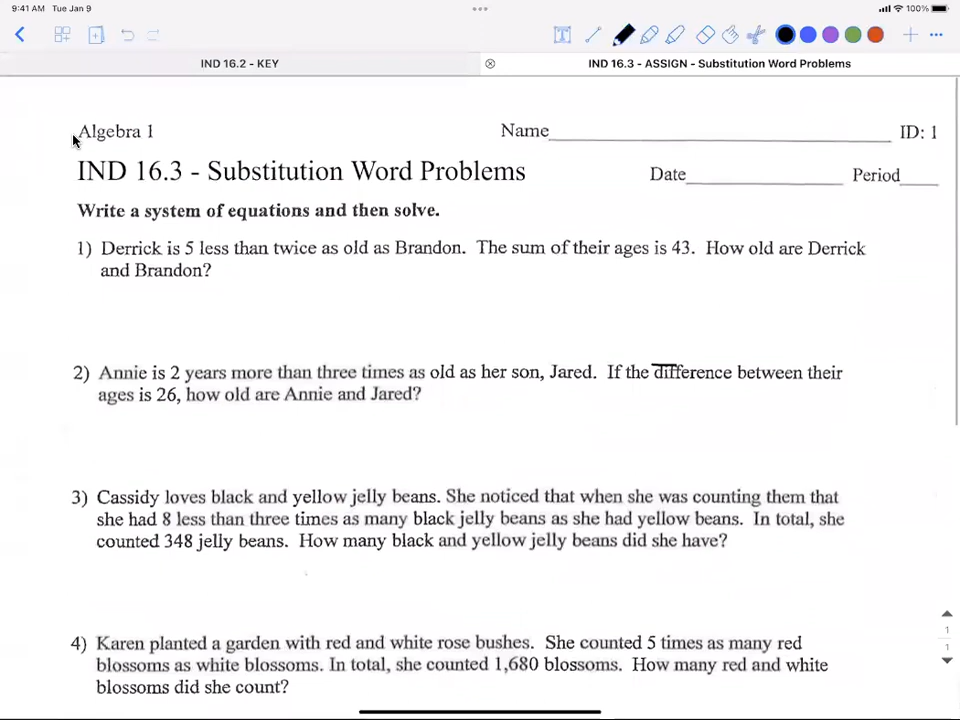 9:41 AM Tue Jan 9
100%
IND 16.2 - KEY
IND 16.3 - ASSIGN - Substitution Word Problems
Algebra 1
Name
ID: 1
IND 16.3 - Substitution Word Problems
Date
Period
Write a system of equations and then solve.
1) Derrick is 5 less than twice as old as Brandon. The sum of their ages is 43. How old are Derrick
and Brandon?
2) Annie is 2 years more than three times as old as her son, Jared. If the difference between their
ages is 26, how old are Annie and Jared?
3) Cassidy loves black and yellow jelly beans. She noticed that when she was counting them that
she had 8 less than three times as many black jelly beans as she had yellow beans. In total, she
counted 348 jelly beans. How many black and yellow jelly beans did she have?
4) Karen planted a garden with red and white rose bushes. She counted 5 times as many red
blossoms as white blossoms. In total, she counted 1,680 blossoms. How many red and white
blossoms did she count?
1
1